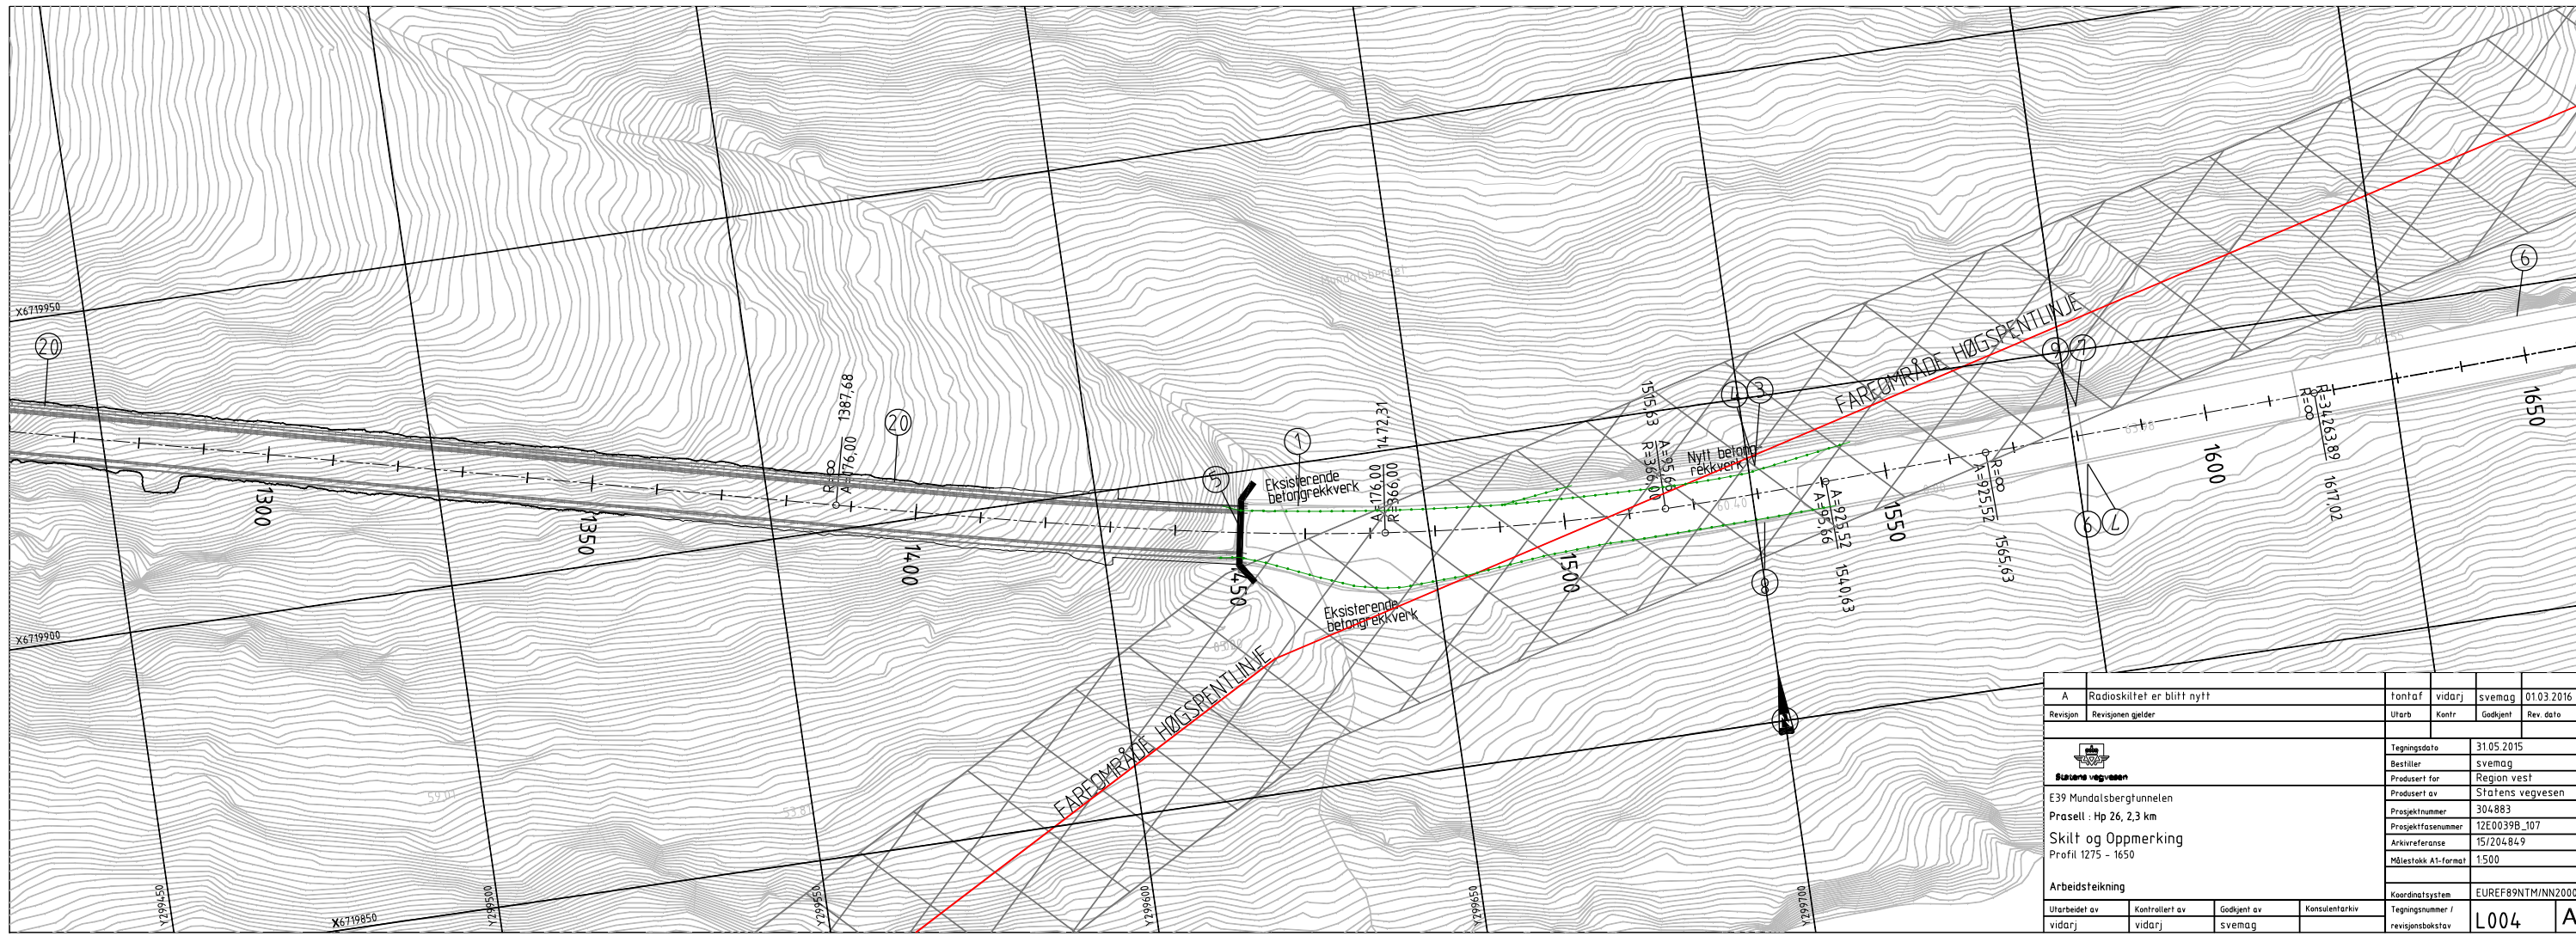 X6719950
X6719900
X6719850
Y299450
Y299500
Y299550
Y299600
Y299650
Y299700
20
20
1300
1350
1400
1450
1500
1550
1600
1650
R=∞
A=176,00
1387,68
5
1
Eksisterende
betongrekkverk
A=176,00
R=366,00
1472,31
Eksisterende
betongrekkverk
Mundalsberget
1515,63
R=366,00
A=95,66
Nytt betong
rekkverk
4
3
8
60.40
A=95,66
A=925,52
1540,63
A=925,52
R=∞
1565,63
9
7
6
7
6
R=∞
R=34263,89
1617,02
FAREOMRÅDE HØGSPENTLINJE
FAREOMRÅDE HØGSPENTLINJE
59.01
A Radioskiltet er blitt nytt tontaf vidarj svemag 01.03.2016
Revisjon Revisjonen gjelder Utarb Kontr Godkjent Rev. dato
Statens vegvesen
E39 Mundalsbergtunnelen
Prasell : Hp 26, 2,3 km
Skilt og Oppmerking
Profil 1275 - 1650
Arbeidsteikning
Tegningsdato 31.05.2015
Bestiller svemag
Produsert for Region vest
Produsert av Statens vegvesen
Prosjektnummer 304883
Prosjektfasenummer 12E0039B_107
Arkivreferanse 15/204849
Målestokk A1-format 1:500
Koordinatsystem EUREF89NTM/NN2000
Utarbeidet av Kontrollert av Godkjent av Konsulentarkiv
vidarj vidarj svemag
Tegningsnummer /
revisjonsbokstav L004 A